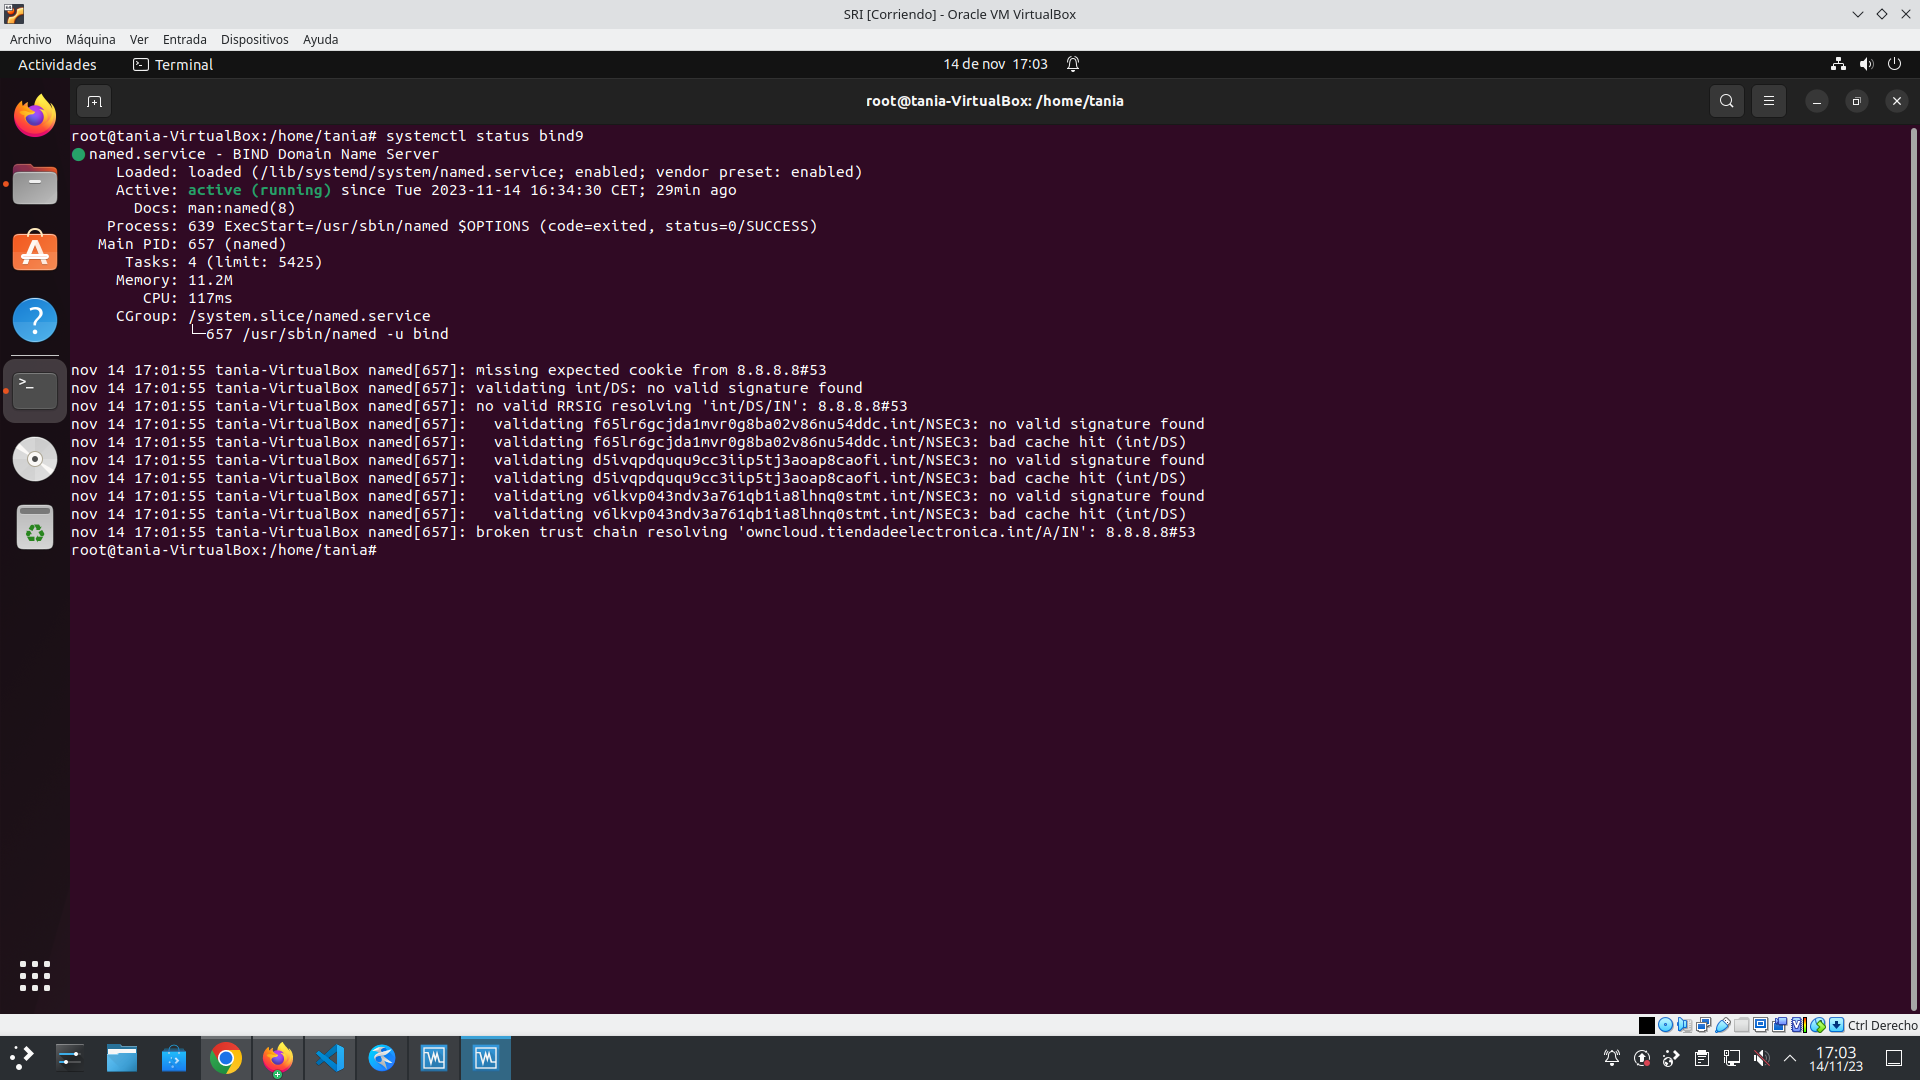 SRI [Corriendo] - Oracle VM VirtualBox
Archivo Máquina Ver Entrada Dispositivos Ayuda
Actividades Terminal 14 de nov 17:03
root@tania-VirtualBox: /home/tania
root@tania-VirtualBox:/home/tania# systemctl status bind9
named.service - BIND Domain Name Server
Loaded: loaded (/lib/systemd/system/named.service; enabled; vendor preset: enabled)
Active: active (running) since Tue 2023-11-14 16:34:30 CET; 29min ago
Docs: man:named(8)
Process: 639 ExecStart=/usr/sbin/named $OPTIONS (code=exited, status=0/SUCCESS)
Main PID: 657 (named)
Tasks: 4 (limit: 5425)
Memory: 11.2M
CPU: 117ms
CGroup: /system.slice/named.service
└─657 /usr/sbin/named -u bind
nov 14 17:01:55 tania-VirtualBox named[657]: missing expected cookie from 8.8.8.8#53
nov 14 17:01:55 tania-VirtualBox named[657]: validating int/DS: no valid signature found
nov 14 17:01:55 tania-VirtualBox named[657]: no valid RRSIG resolving 'int/DS/IN': 8.8.8.8#53
nov 14 17:01:55 tania-VirtualBox named[657]:   validating f65lr6gcjda1mvr0g8ba02v86nu54ddc.int/NSEC3: no valid signature found
nov 14 17:01:55 tania-VirtualBox named[657]:   validating f65lr6gcjda1mvr0g8ba02v86nu54ddc.int/NSEC3: bad cache hit (int/DS)
nov 14 17:01:55 tania-VirtualBox named[657]:   validating d5ivqpdququ9cc3iip5tj3aoap8caofi.int/NSEC3: no valid signature found
nov 14 17:01:55 tania-VirtualBox named[657]:   validating d5ivqpdququ9cc3iip5tj3aoap8caofi.int/NSEC3: bad cache hit (int/DS)
nov 14 17:01:55 tania-VirtualBox named[657]:   validating v6lkvp043ndv3a761qb1ia8lhnq0stmt.int/NSEC3: no valid signature found
nov 14 17:01:55 tania-VirtualBox named[657]:   validating v6lkvp043ndv3a761qb1ia8lhnq0stmt.int/NSEC3: bad cache hit (int/DS)
nov 14 17:01:55 tania-VirtualBox named[657]: broken trust chain resolving 'owncloud.tiendadeelectronica.int/A/IN': 8.8.8.8#53
root@tania-VirtualBox:/home/tania#
Ctrl Derecho
17:03
14/11/23